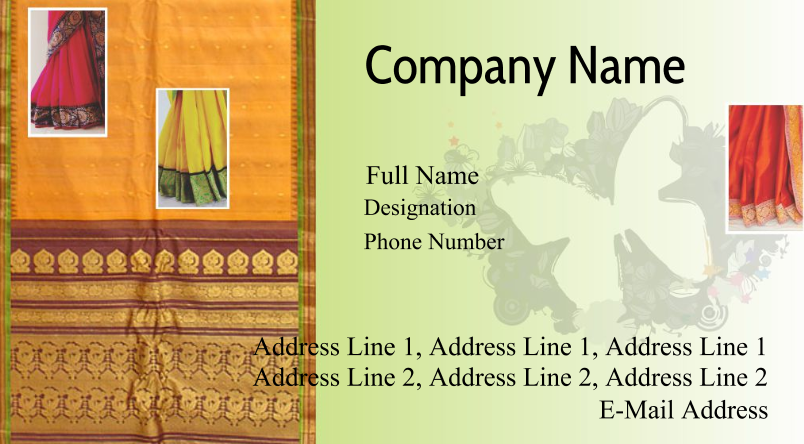 Company Name
Full Name
Designation
Phone Number
Address Line 1, Address Line 1, Address Line 1
Address Line 2, Address Line 2, Address Line 2
E-Mail Address